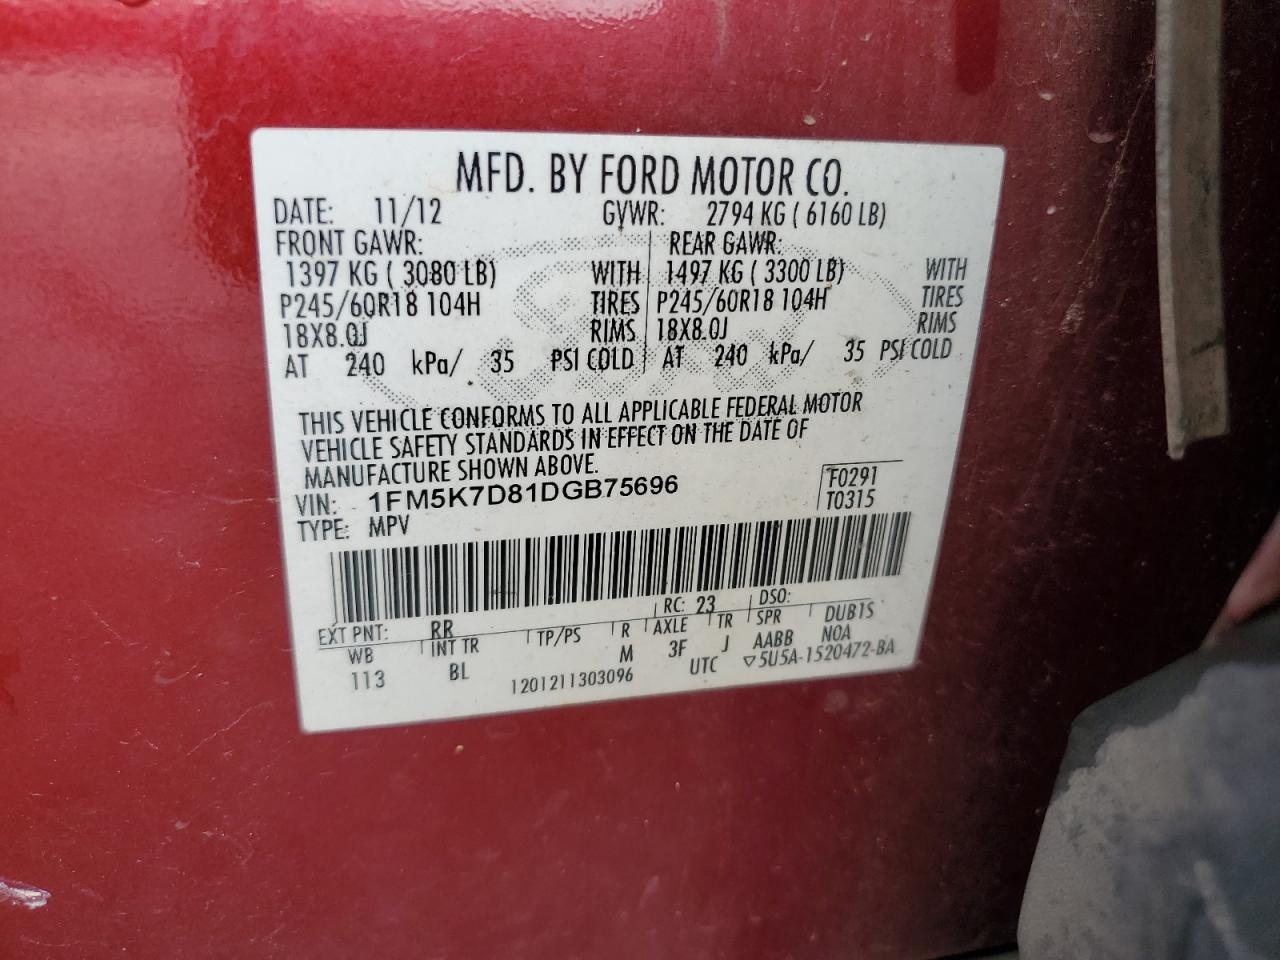 MFD. BY FORD MOTOR CO.
DATE: 11/12 GVWR: 2794 KG ( 6160 LB)
FRONT GAWR: REAR GAWR:
1397 KG ( 3080 LB) WITH 1497 KG ( 3300 LB) WITH
P245/60R18 104H TIRES P245/60R18 104H TIRES
18X8.0J RIMS 18X8.0J RIMS
AT 240 kPa/ 35 PSI COLD AT 240 kPa/ 35 PSI COLD
THIS VEHICLE CONFORMS TO ALL APPLICABLE FEDERAL MOTOR
VEHICLE SAFETY STANDARDS IN EFFECT ON THE DATE OF
MANUFACTURE SHOWN ABOVE.
VIN: 1FM5K7D81DGB75696 F0291
TYPE: MPV T0315
EXT PNT: RR RC: 23 DSO:
WB INT TR TP/PS R AXLE TR SPR DUB1S
113 BL M 3F J AABB NOA
1201211303096 UTC ▽5U5A-1520472-BA